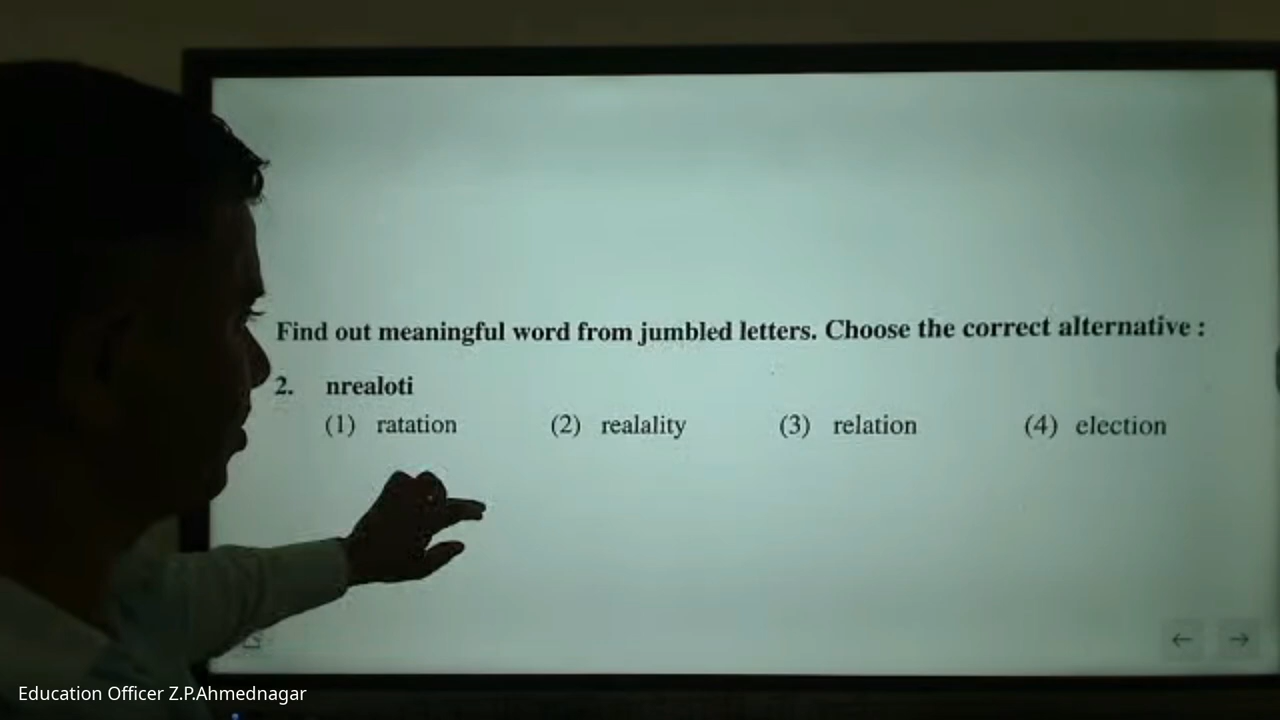 Find out meaningful word from jumbled letters. Choose the correct alternative :
2. nrealoti
(1) ratation (2) realality (3) relation (4) election
Education Officer Z.P.Ahmednagar